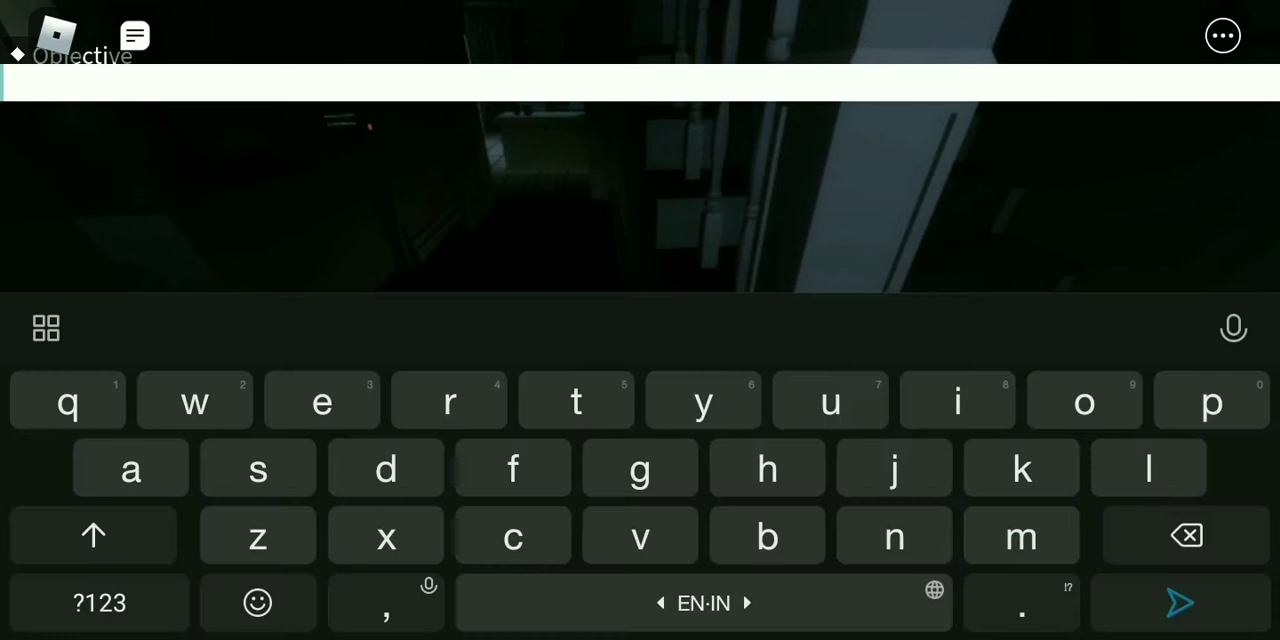 Objective
q 1 w 2 e 3 r 4 t 5 y 6 u 7 i 8 o 9 p 0
a s d f g h j k l
z x c v b n m
?123 , EN·IN . !?